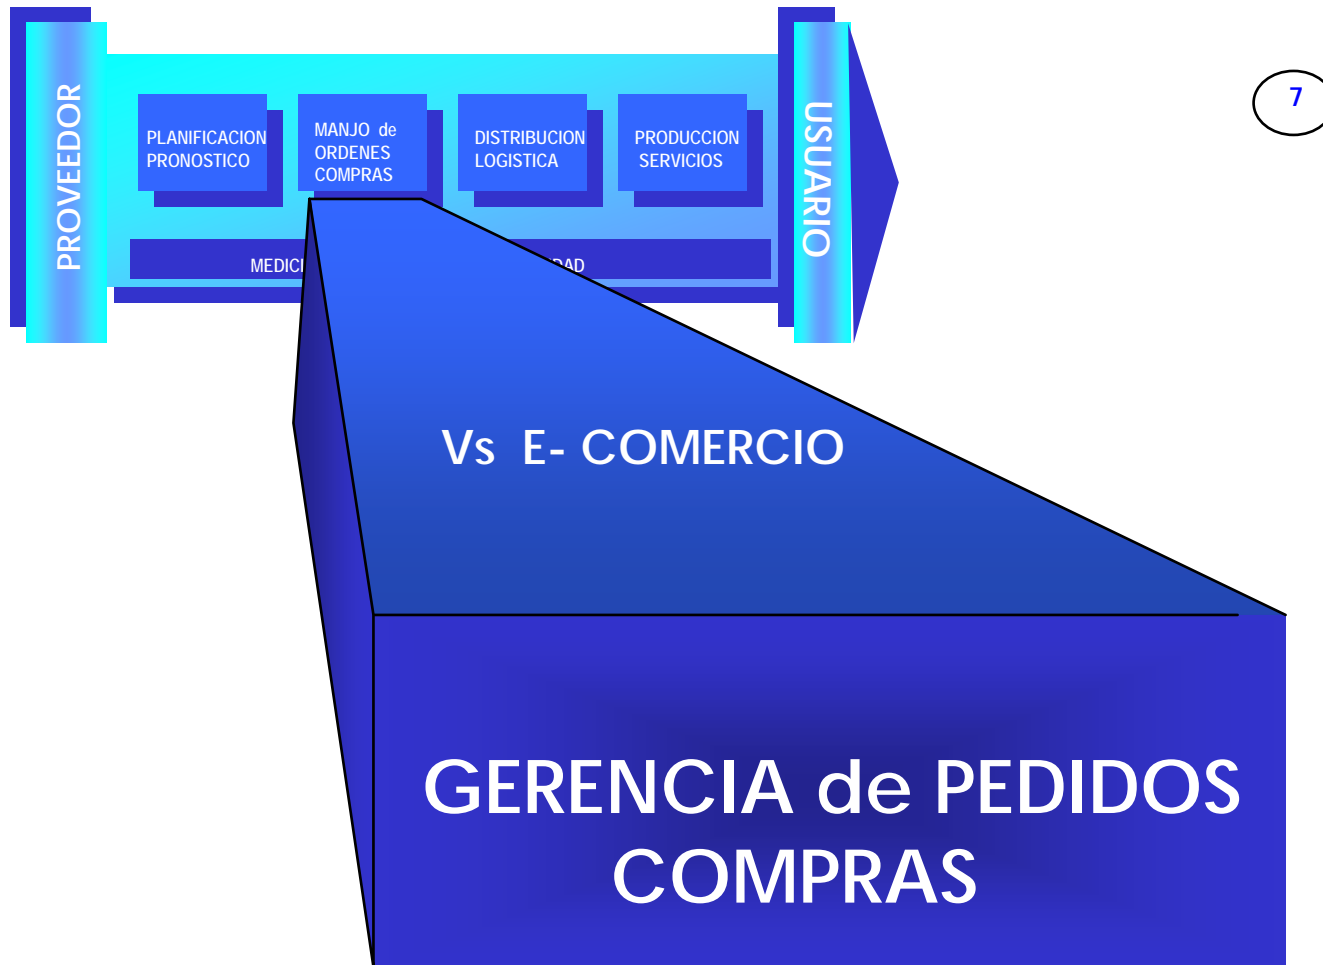 7
PROVEEDOR
PLANIFICACION
PRONOSTICO
MANJO de
ORDENES
COMPRAS
DISTRIBUCION
LOGISTICA
PRODUCCION
SERVICIOS
USUARIO
Vs E- COMERCIO
GERENCIA de PEDIDOS
COMPRAS